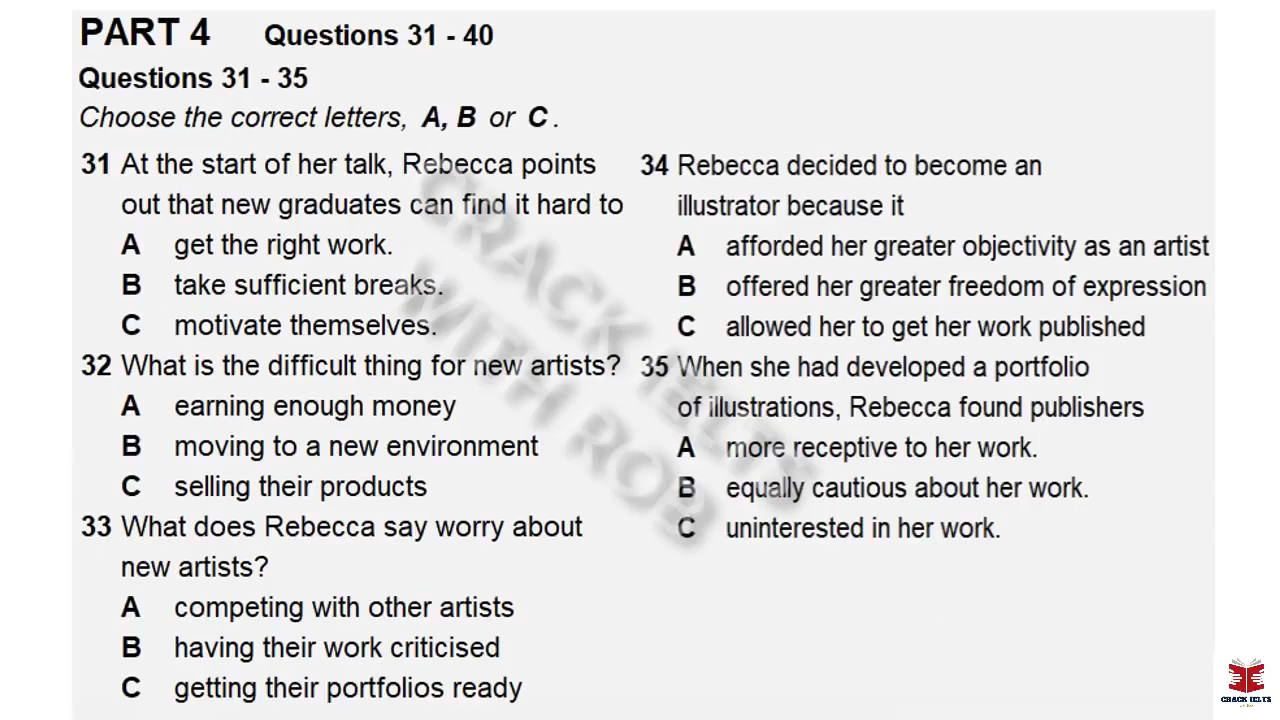 PART 4 Questions 31 - 40
Questions 31 - 35
Choose the correct letters, A, B or C .
31 At the start of her talk, Rebecca points
out that new graduates can find it hard to
A get the right work.
B take sufficient breaks.
C motivate themselves.
32 What is the difficult thing for new artists?
A earning enough money
B moving to a new environment
C selling their products
33 What does Rebecca say worry about
new artists?
A competing with other artists
B having their work criticised
C getting their portfolios ready
34 Rebecca decided to become an
illustrator because it
A afforded her greater objectivity as an artist
B offered her greater freedom of expression
C allowed her to get her work published
35 When she had developed a portfolio
of illustrations, Rebecca found publishers
A more receptive to her work.
B equally cautious about her work.
C uninterested in her work.
CRACK IELTS
WITH ROB
CRACK IELTS